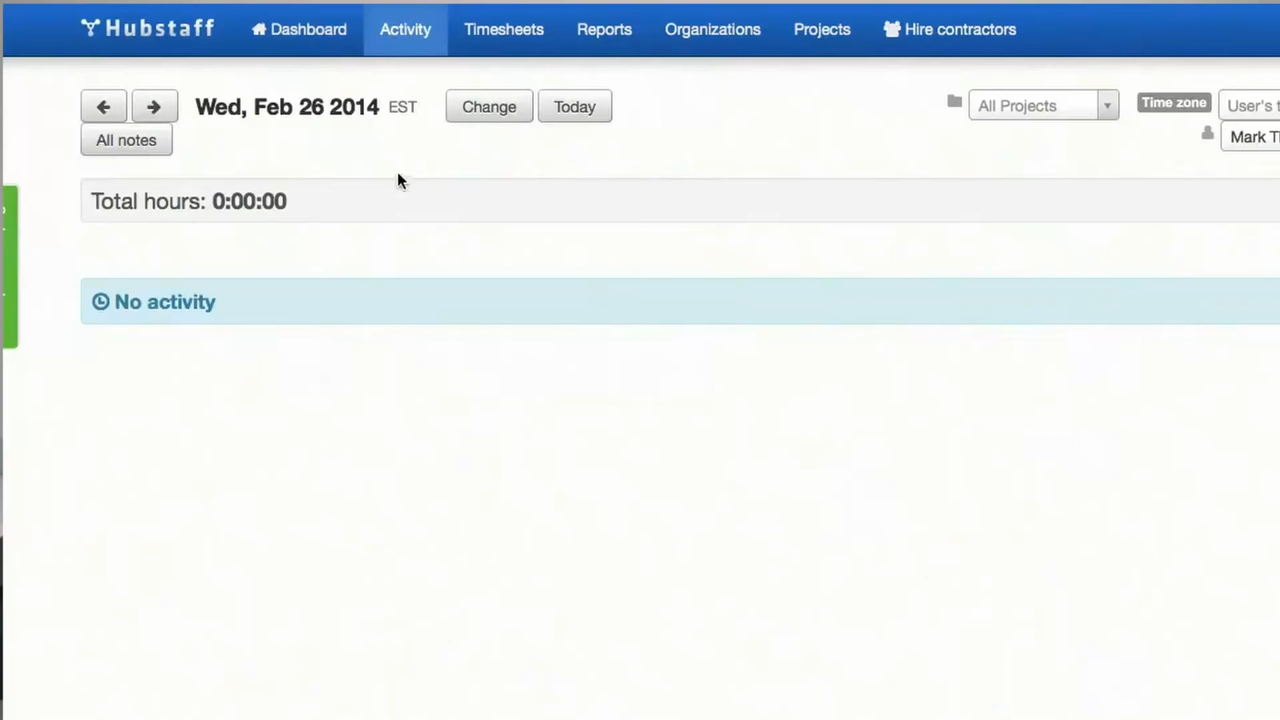 Hubstaff Dashboard Activity Timesheets Reports Organizations Projects Hire contractors
Wed, Feb 26 2014 EST Change Today All Projects Time zone User's t
All notes Mark T
Total hours: 0:00:00
No activity